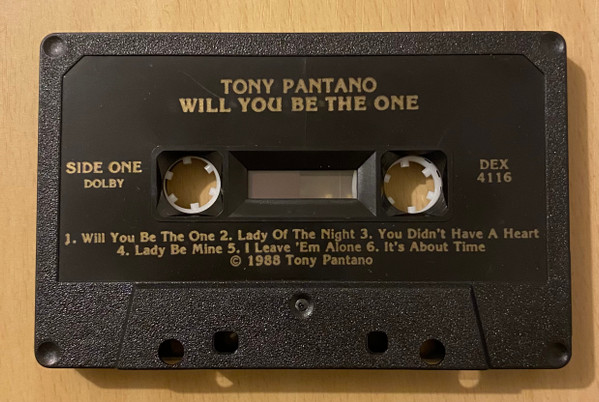 TONY PANTANO
WILL YOU BE THE ONE
SIDE ONE
DOLBY
DEX
4116
1. Will You Be The One 2. Lady Of The Night 3. You Didn't Have A Heart
4. Lady Be Mine 5. I Leave 'Em Alone 6. It's About Time
© 1988 Tony Pantano